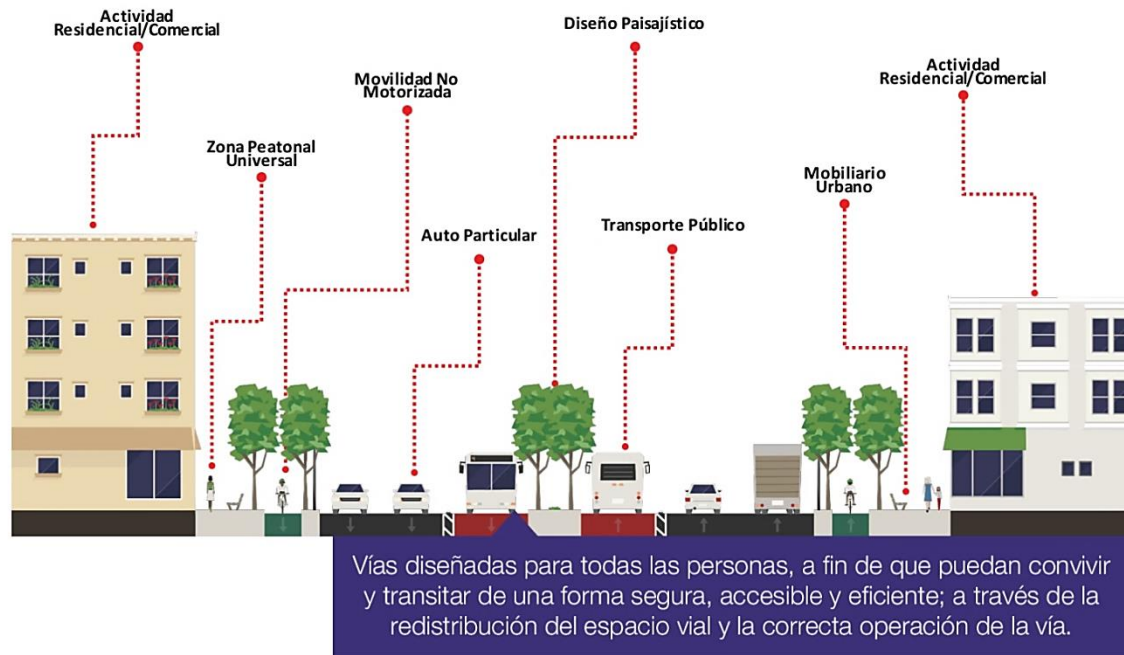 Actividad
Residencial/Comercial
Diseño Paisajístico
Actividad
Residencial/Comercial
Movilidad No
Motorizada
Zona Peatonal
Universal
Mobiliario
Urbano
Auto Particular
Transporte Público
Vías diseñadas para todas las personas, a fin de que puedan convivir
y transitar de una forma segura, accesible y eficiente; a través de la
redistribución del espacio vial y la correcta operación de la vía.